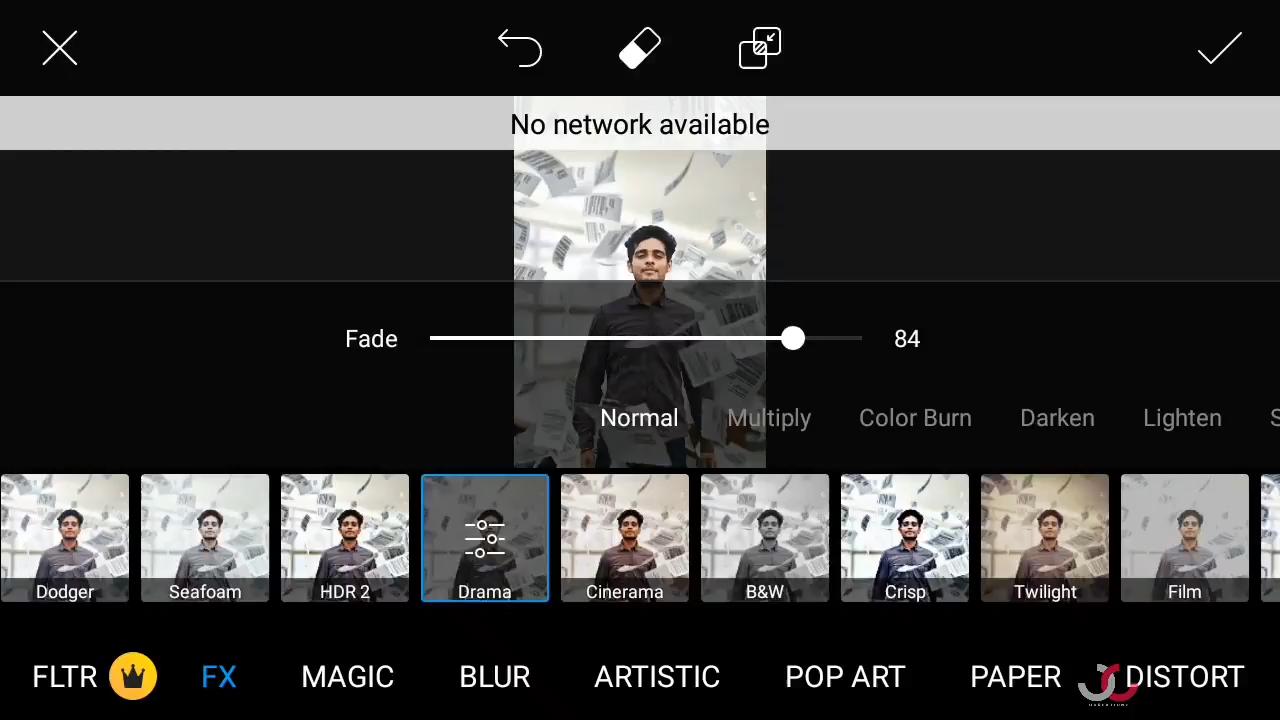 No network available
Fade 84
Normal Multiply Color Burn Darken Lighten S
Dodger Seafoam HDR 2 Drama Cinerama B&W Crisp Twilight Film
FLTR FX MAGIC BLUR ARTISTIC POP ART PAPER DISTORT